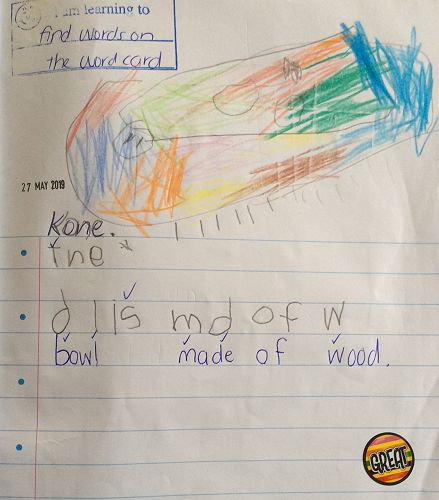 I am learning to
find words on
the word card
27 MAY 2019
Kone.
The
d l is md of w
bowl made of wood.
GREAT